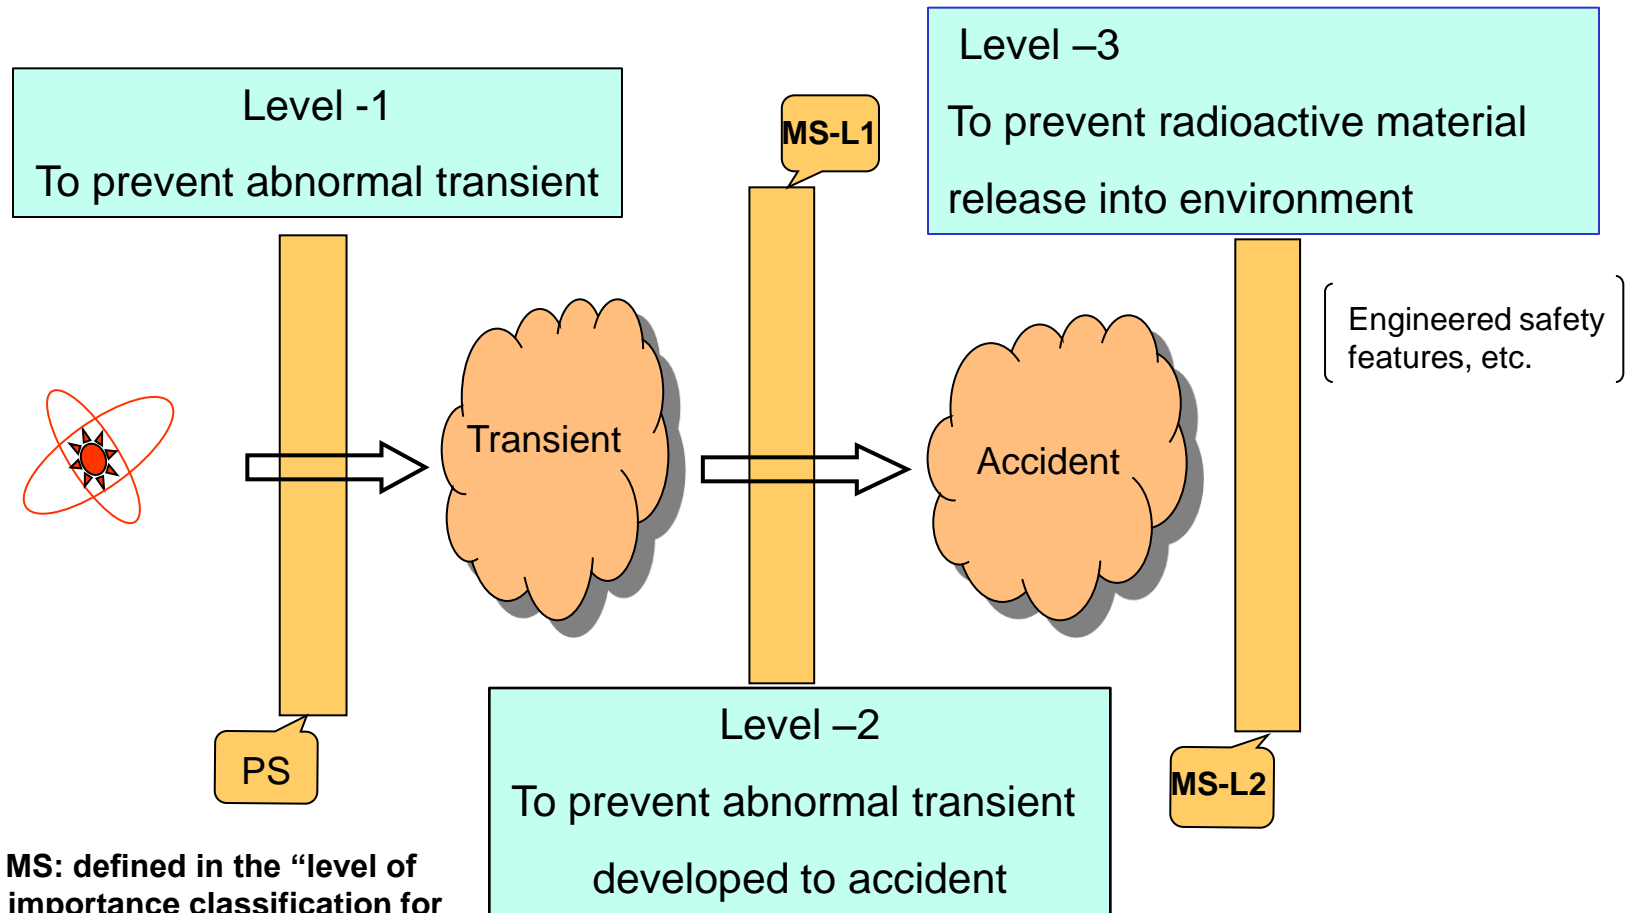 Level -1
To prevent abnormal transient
MS-L1
Level –3
To prevent radioactive material
release into environment
Engineered safety
features, etc.
Transient
Accident
PS
Level –2
To prevent abnormal transient
developed to accident
MS-L2
MS: defined in the “level of
importance classification for